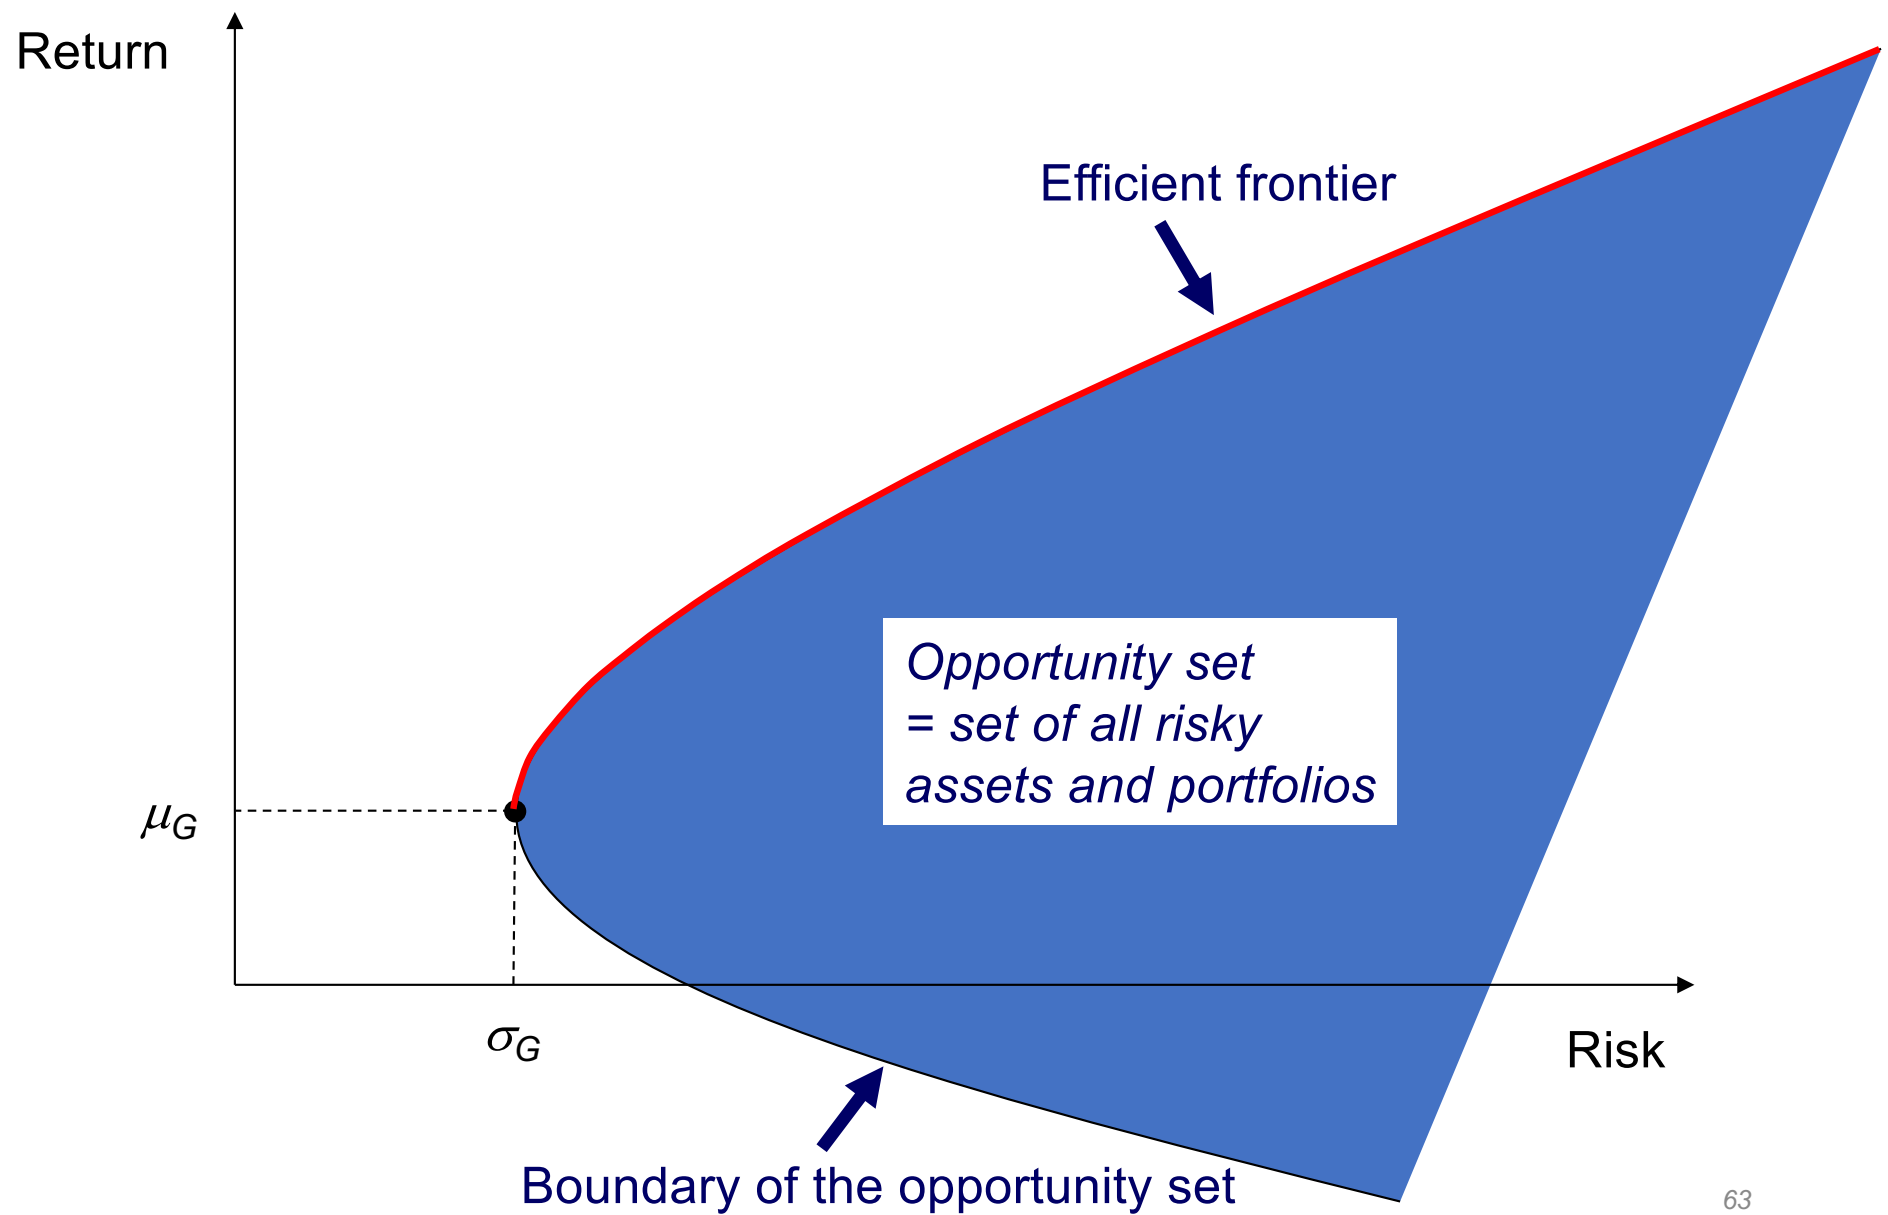 Return
Efficient frontier
Opportunity set
= set of all risky
assets and portfolios
μG
σG
Risk
Boundary of the opportunity set
63